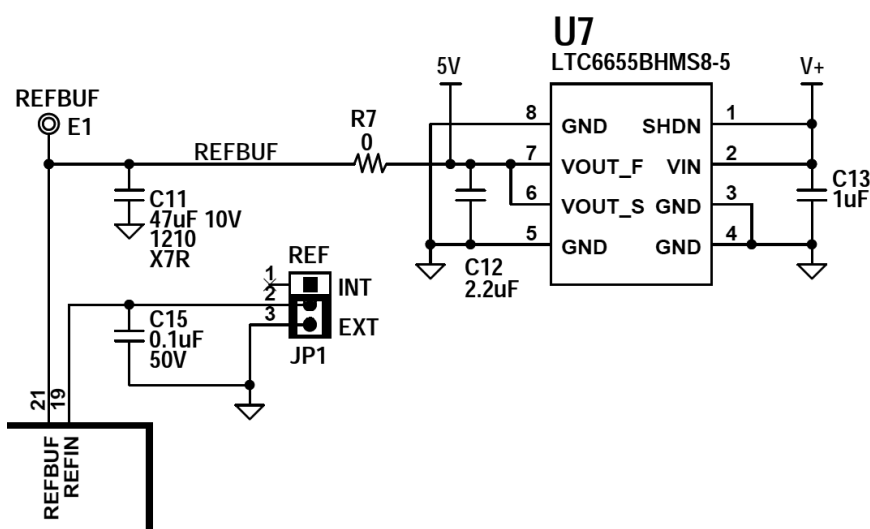 U7
LTC6655BHMS8-5
5V
V+
REFBUF
E1
R7
0
REFBUF
8
GND
SHDN
1
7
VOUT_F
VIN
2
6
VOUT_S
GND
3
5
GND
GND
4
C11
47uF 10V
1210
X7R
C12
2.2uF
C13
1uF
REF
1
INT
2
3
EXT
JP1
C15
0.1uF
50V
21
19
REFBUF
REFIN